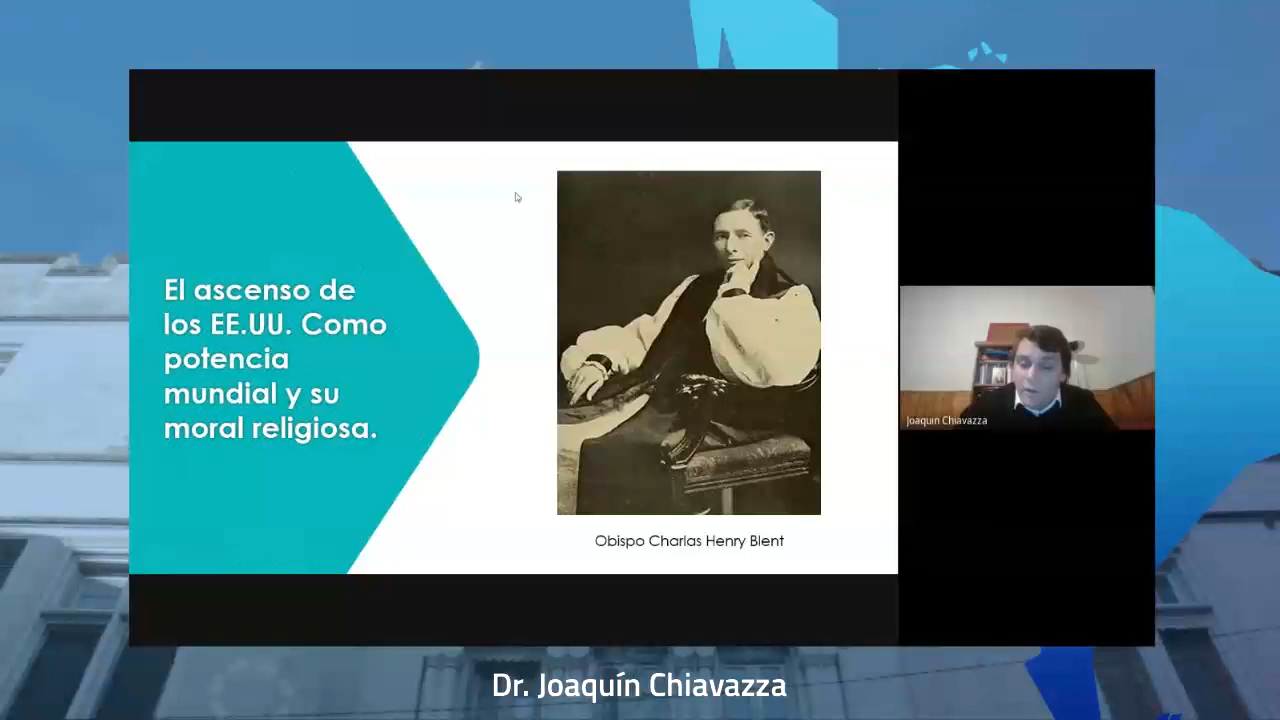 El ascenso de
los EE.UU. Como
potencia
mundial y su
moral religiosa.
Obispo Charlas Henry Blent
Joaquin Chiavazza
Dr. Joaquín Chiavazza